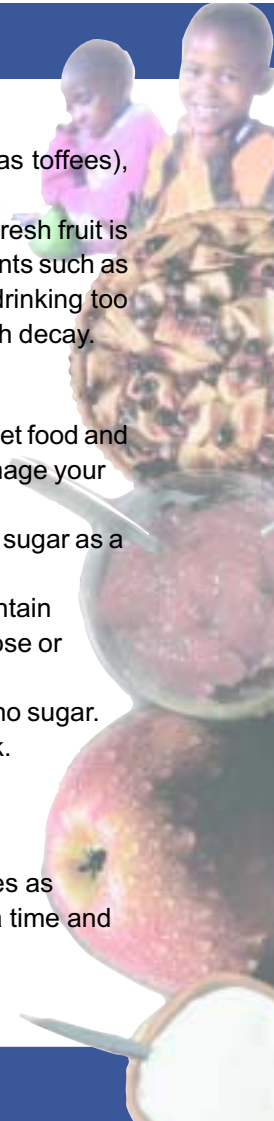 as toffees),
resh fruit is
nts such as
drinking too
h decay.
et food and
nage your
sugar as a
ntain
ose or
no sugar.
k.
es as
time and